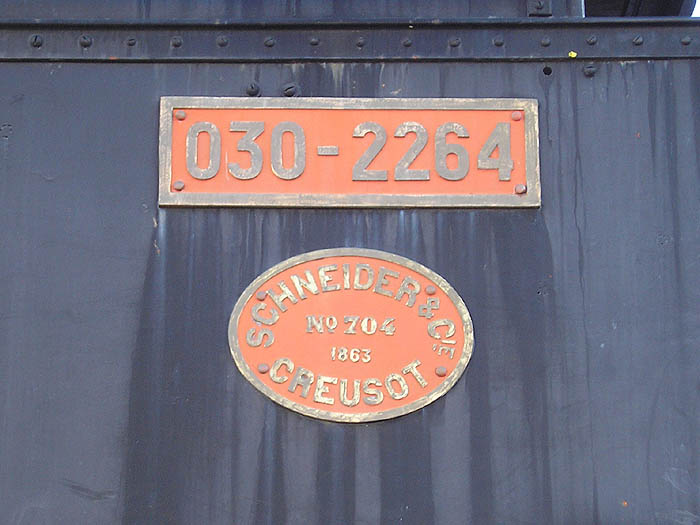 030-2264
SCHNEIDER & CIE
No 704
1863
CREUSOT